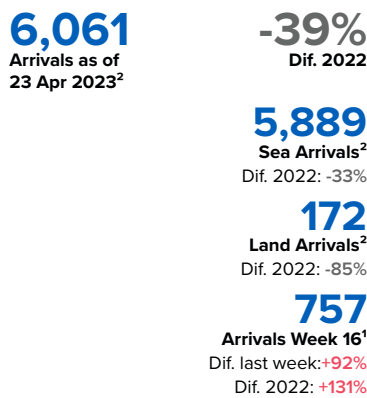 6,061
Arrivals as of
23 Apr 2023²
-39%
Dif. 2022
5,889
Sea Arrivals²
Dif. 2022: -33%
172
Land Arrivals²
Dif. 2022: -85%
757
Arrivals Week 16¹
Dif. last week:+92%
Dif. 2022: +131%